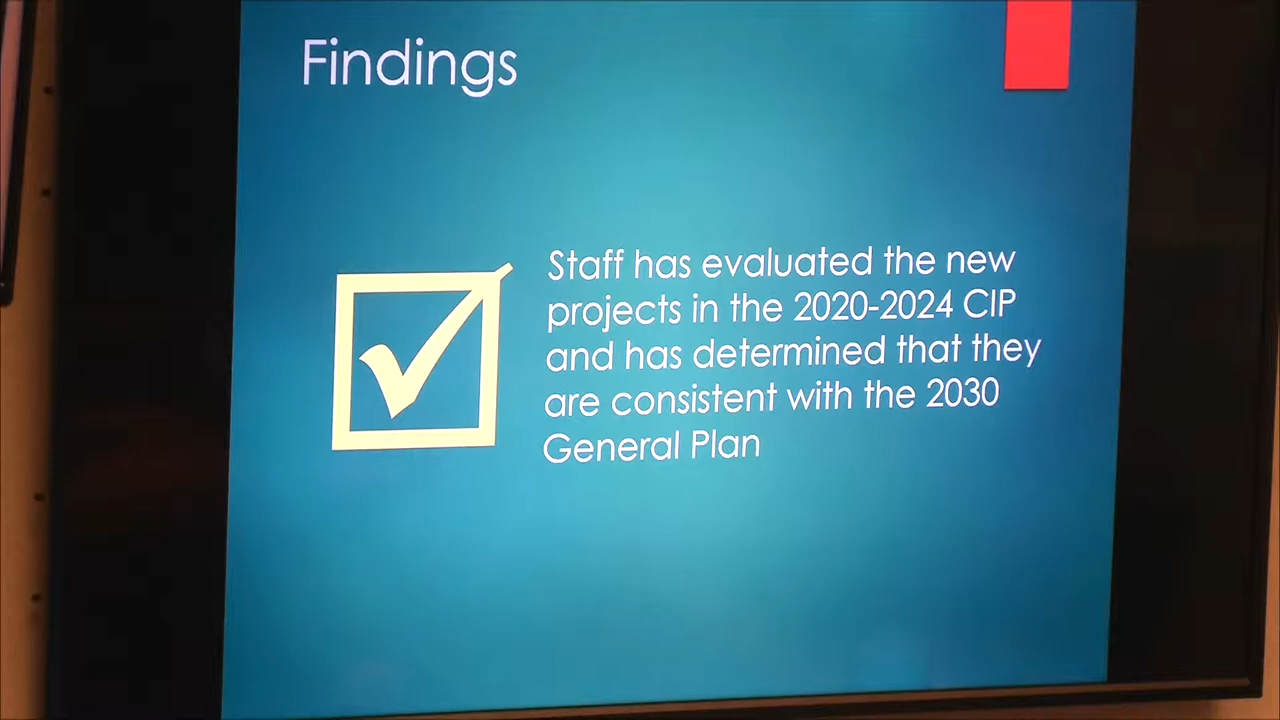 Findings
Staff has evaluated the new
projects in the 2020-2024 CIP
and has determined that they
are consistent with the 2030
General Plan